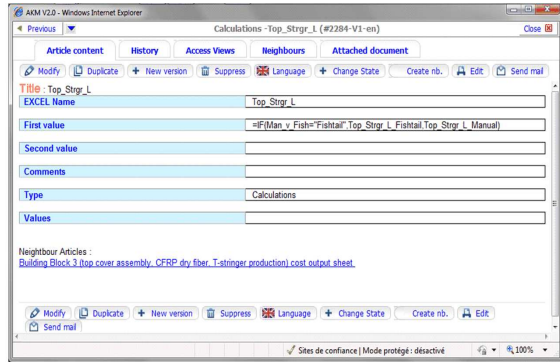 AKM V2.0 - Windows Internet Explorer
Previous Calculations -Top_Strgr_L (#2284-V1-en) Close
Article content History Access Views Neighbours Attached document
Modify Duplicate + New version Suppress Language + Change State Create nb. Edit Send mail
Title : Top_Strgr_L
EXCEL Name Top_Strgr_L
First value =IF(Man_v_Fish="Fishtail",Top_Strgr_L_Fishtail,Top_Strgr_L_Manual)
Second value
Comments
Type Calculations
Values
Neighbour Articles :
Building Block 3 (top cover assembly, CFRP dry fiber, T-stringer production) cost output sheet
Modify Duplicate + New version Suppress Language + Change State Create nb. Edit
Send mail
Sites de confiance | Mode protégé : désactivé 100%